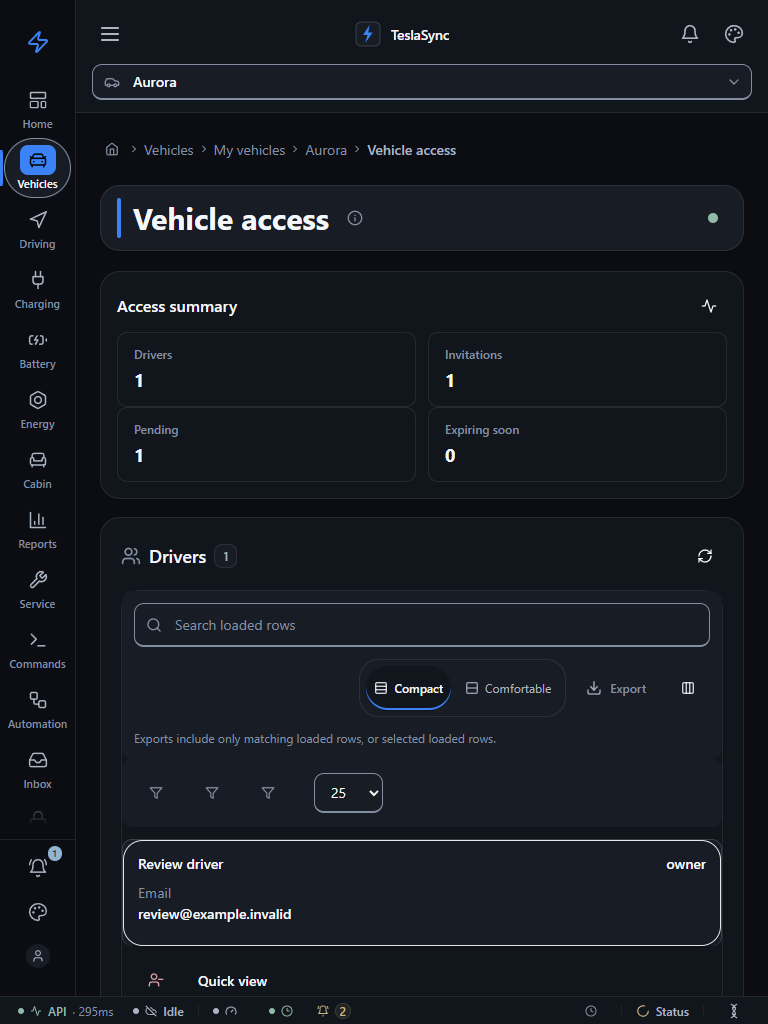 TeslaSync
Aurora
Home
Vehicles
Driving
Charging
Battery
Energy
Cabin
Reports
Service
Commands
Automation
Inbox
1
Vehicles My vehicles Aurora Vehicle access
Vehicle access
Access summary
Drivers
1
Invitations
1
Pending
1
Expiring soon
0
Drivers 1
Search loaded rows
Compact Comfortable Export
Exports include only matching loaded rows, or selected loaded rows.
25
Review driver owner
Email
review@example.invalid
Quick view
API · 295ms Idle 2 Status